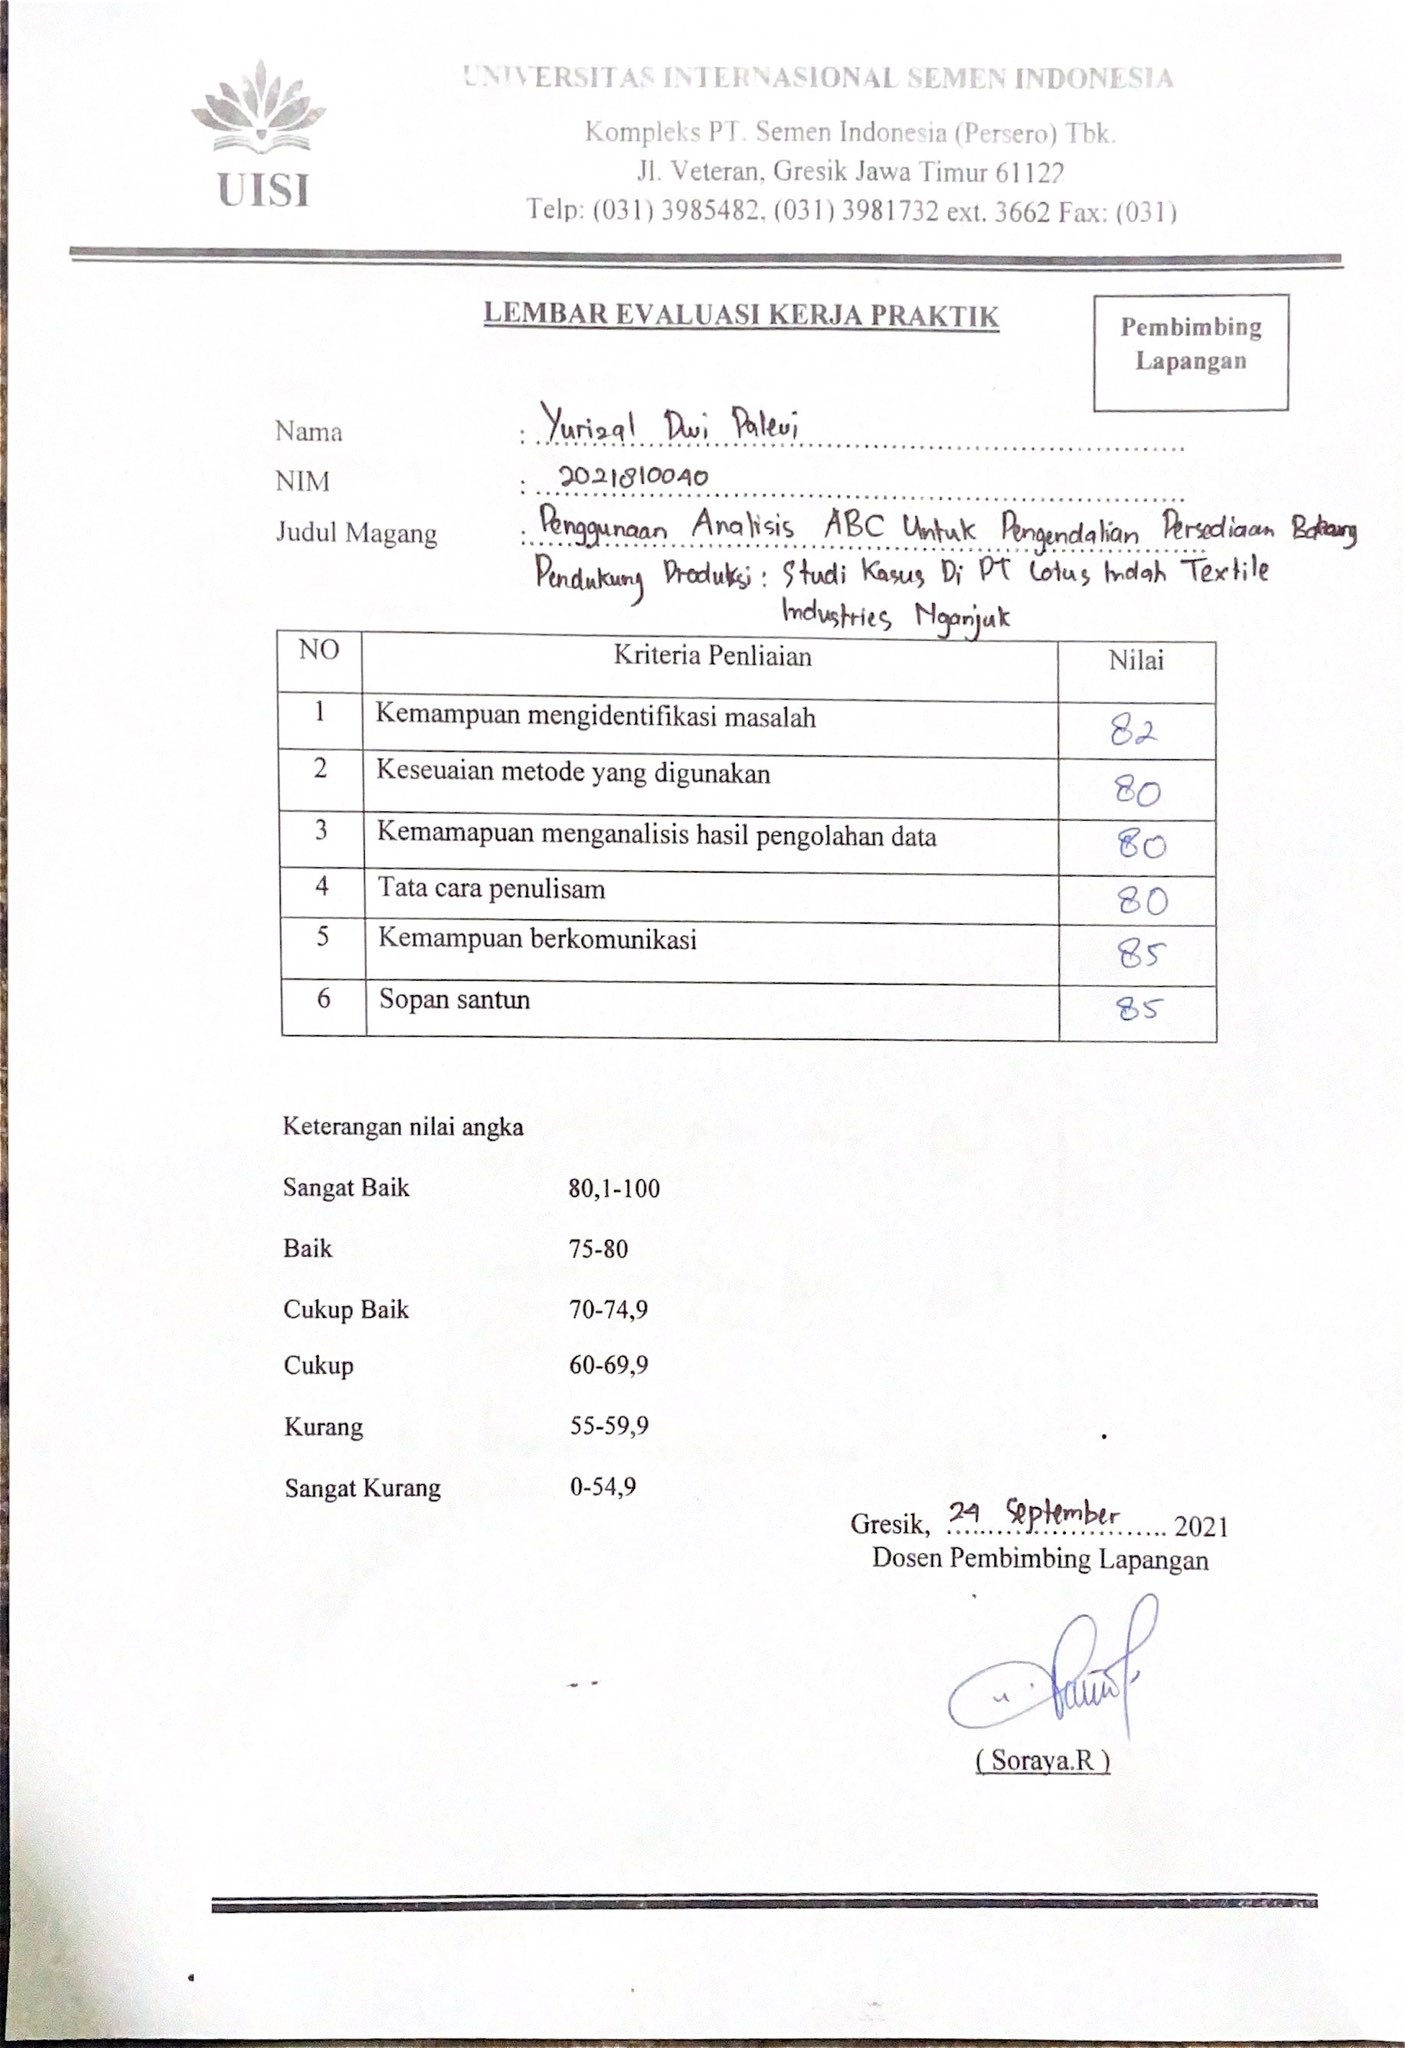 UISI
UNIVERSITAS INTERNASIONAL SEMEN INDONESIA
Kompleks PT. Semen Indonesia (Persero) Tbk.
Jl. Veteran, Gresik Jawa Timur 61122
Telp: (031) 3985482, (031) 3981732 ext. 3662 Fax: (031)
LEMBAR EVALUASI KERJA PRAKTIK
Pembimbing
Lapangan
Nama : Yurizal Dwi Palevi
NIM : 2021810040
Judul Magang : Penggunaan Analisis ABC Untuk Pengendalian Persediaan
Pendukung Produksi : Studi Kasus Di PT Lotus Indah Textile
Industries Nganjuk
NO Kriteria Penliaian Nilai
1 Kemampuan mengidentifikasi masalah 82
2 Keseuaian metode yang digunakan 80
3 Kemamapuan menganalisis hasil pengolahan data 80
4 Tata cara penulisam 80
5 Kemampuan berkomunikasi 85
6 Sopan santun 85
Keterangan nilai angka
Sangat Baik 80,1-100
Baik 75-80
Cukup Baik 70-74,9
Cukup 60-69,9
Kurang 55-59,9
Sangat Kurang 0-54,9
Gresik, 24 September 2021
Dosen Pembimbing Lapangan
( Soraya.R )